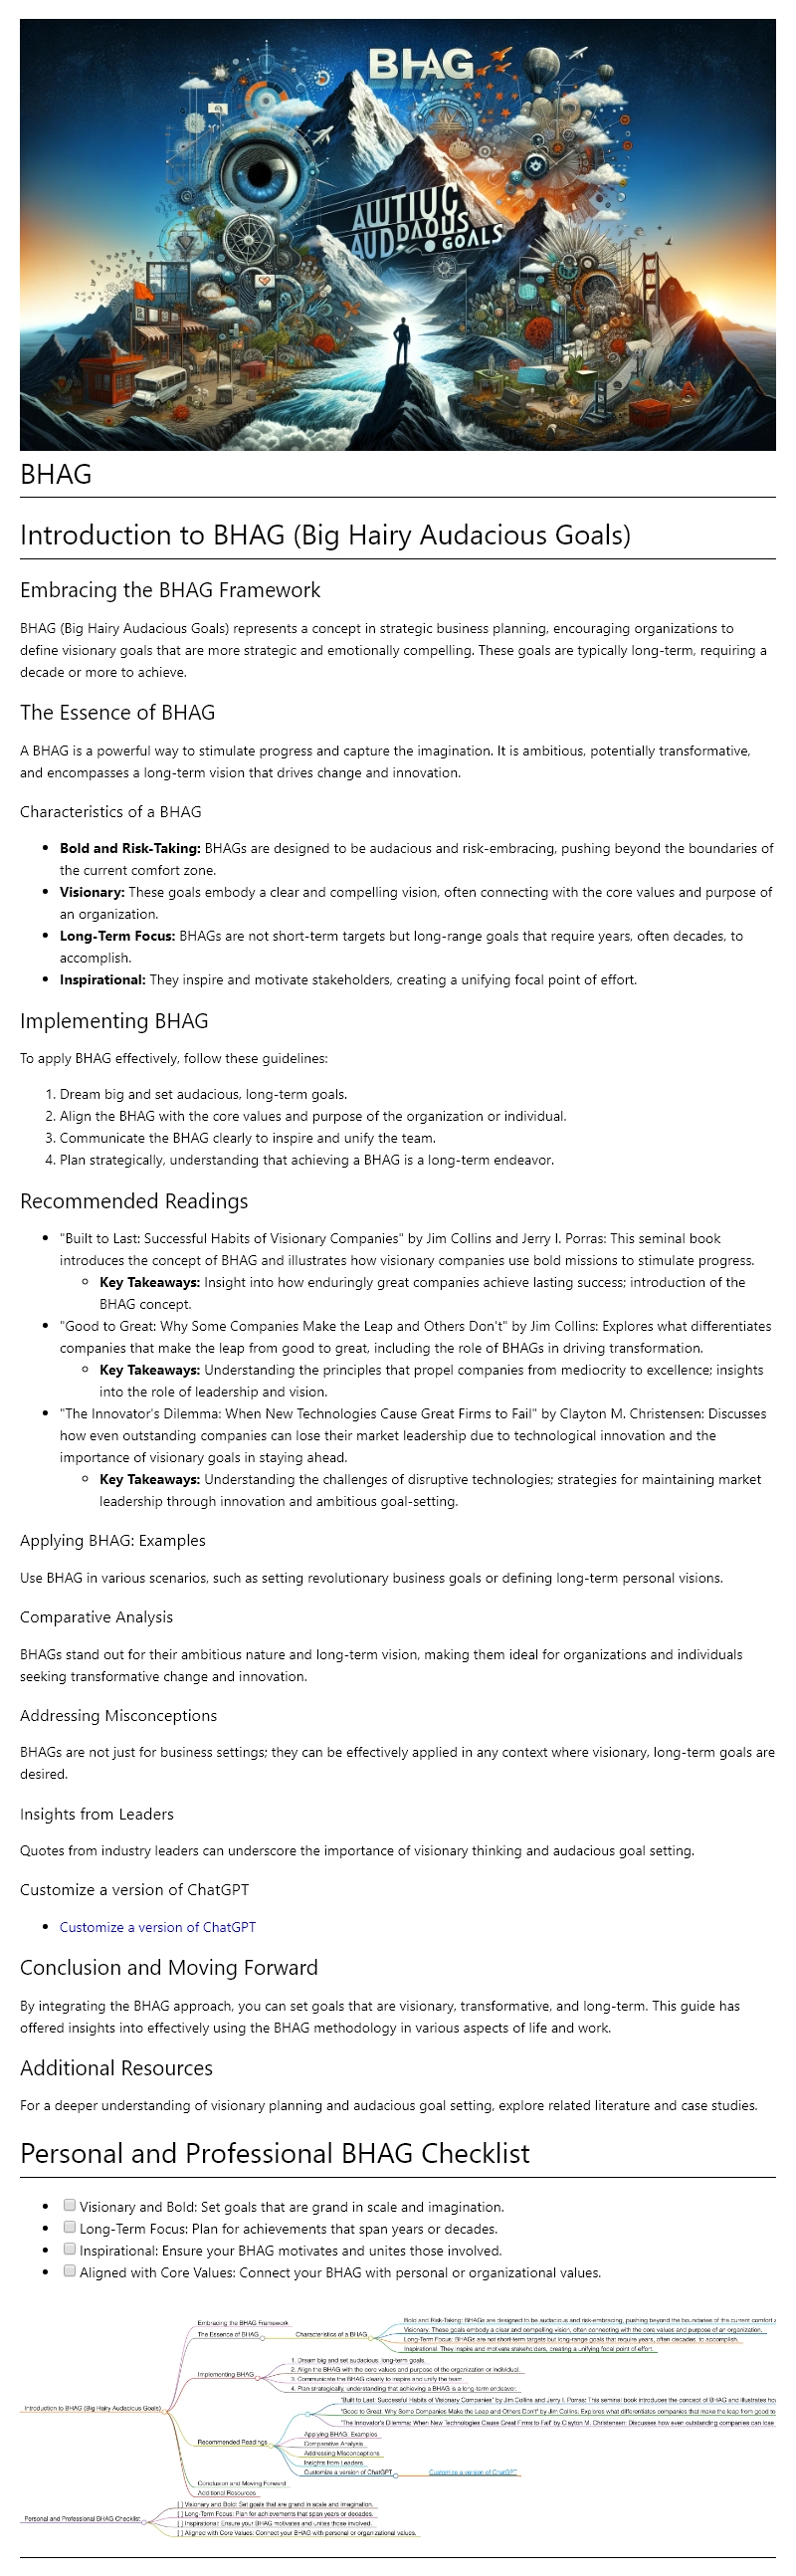 BHAG
AWTIUC
AUDDAOUS
GOALS
BHAG
Introduction to BHAG (Big Hairy Audacious Goals)
Embracing the BHAG Framework
BHAG (Big Hairy Audacious Goals) represents a concept in strategic business planning, encouraging organizations to
define visionary goals that are more strategic and emotionally compelling. These goals are typically long-term, requiring a
decade or more to achieve.
The Essence of BHAG
A BHAG is a powerful way to stimulate progress and capture the imagination. It is ambitious, potentially transformative,
and encompasses a long-term vision that drives change and innovation.
Characteristics of a BHAG
• Bold and Risk-Taking: BHAGs are designed to be audacious and risk-embracing, pushing beyond the boundaries of
the current comfort zone.
• Visionary: These goals embody a clear and compelling vision, often connecting with the core values and purpose of
an organization.
• Long-Term Focus: BHAGs are not short-term targets but long-range goals that require years, often decades, to
accomplish.
• Inspirational: They inspire and motivate stakeholders, creating a unifying focal point of effort.
Implementing BHAG
To apply BHAG effectively, follow these guidelines:
1. Dream big and set audacious, long-term goals.
2. Align the BHAG with the core values and purpose of the organization or individual.
3. Communicate the BHAG clearly to inspire and unify the team.
4. Plan strategically, understanding that achieving a BHAG is a long-term endeavor.
Recommended Readings
• "Built to Last: Successful Habits of Visionary Companies" by Jim Collins and Jerry I. Porras: This seminal book
introduces the concept of BHAG and illustrates how visionary companies use bold missions to stimulate progress.
◦ Key Takeaways: Insight into how enduringly great companies achieve lasting success; introduction of the
BHAG concept.
• "Good to Great: Why Some Companies Make the Leap and Others Don't" by Jim Collins: Explores what differentiates
companies that make the leap from good to great, including the role of BHAGs in driving transformation.
◦ Key Takeaways: Understanding the principles that propel companies from mediocrity to excellence; insights
into the role of leadership and vision.
• "The Innovator's Dilemma: When New Technologies Cause Great Firms to Fail" by Clayton M. Christensen: Discusses
how even outstanding companies can lose their market leadership due to technological innovation and the
importance of visionary goals in staying ahead.
◦ Key Takeaways: Understanding the challenges of disruptive technologies; strategies for maintaining market
leadership through innovation and ambitious goal-setting.
Applying BHAG: Examples
Use BHAG in various scenarios, such as setting revolutionary business goals or defining long-term personal visions.
Comparative Analysis
BHAGs stand out for their ambitious nature and long-term vision, making them ideal for organizations and individuals
seeking transformative change and innovation.
Addressing Misconceptions
BHAGs are not just for business settings; they can be effectively applied in any context where visionary, long-term goals are
desired.
Insights from Leaders
Quotes from industry leaders can underscore the importance of visionary thinking and audacious goal setting.
Customize a version of ChatGPT
• Customize a version of ChatGPT
Conclusion and Moving Forward
By integrating the BHAG approach, you can set goals that are visionary, transformative, and long-term. This guide has
offered insights into effectively using the BHAG methodology in various aspects of life and work.
Additional Resources
For a deeper understanding of visionary planning and audacious goal setting, explore related literature and case studies.
Personal and Professional BHAG Checklist
• Visionary and Bold: Set goals that are grand in scale and imagination.
• Long-Term Focus: Plan for achievements that span years or decades.
• Inspirational: Ensure your BHAG motivates and unites those involved.
• Aligned with Core Values: Connect your BHAG with personal or organizational values.
Introduction to BHAG (Big Hairy Audacious Goals)
Embracing the BHAG Framework
The Essence of BHAG
Characteristics of a BHAG
Bold and Risk-Taking: BHAGs are designed to be audacious and risk-embracing, pushing beyond the boundaries of the current comfort z
Visionary: These goals embody a clear and compelling vision, often connecting with the core values and purpose of an organization.
Long-Term Focus: BHAGs are not short-term targets but long-range goals that require years, often decades, to accomplish.
Inspirational: They inspire and motivate stakeholders, creating a unifying focal point of effort.
Implementing BHAG
1. Dream big and set audacious, long-term goals.
2. Align the BHAG with the core values and purpose of the organization or individual.
3. Communicate the BHAG clearly to inspire and unify the team.
4. Plan strategically, understanding that achieving a BHAG is a long-term endeavor.
Recommended Readings
"Built to Last: Successful Habits of Visionary Companies" by Jim Collins and Jerry I. Porras: This seminal book introduces the concept of BHAG and illustrates ho
"Good to Great: Why Some Companies Make the Leap and Others Don't" by Jim Collins: Explores what differentiates companies that make the leap from good to
"The Innovator's Dilemma: When New Technologies Cause Great Firms to Fail" by Clayton M. Christensen: Discusses how even outstanding companies can lose
Applying BHAG: Examples
Comparative Analysis
Addressing Misconceptions
Insights from Leaders
Customize a version of ChatGPT
Customize a version of ChatGPT
Conclusion and Moving Forward
Additional Resources
Personal and Professional BHAG Checklist
[ ] Visionary and Bold: Set goals that are grand in scale and imagination.
[ ] Long-Term Focus: Plan for achievements that span years or decades.
[ ] Inspirational: Ensure your BHAG motivates and unites those involved.
[ ] Aligned with Core Values: Connect your BHAG with personal or organizational values.